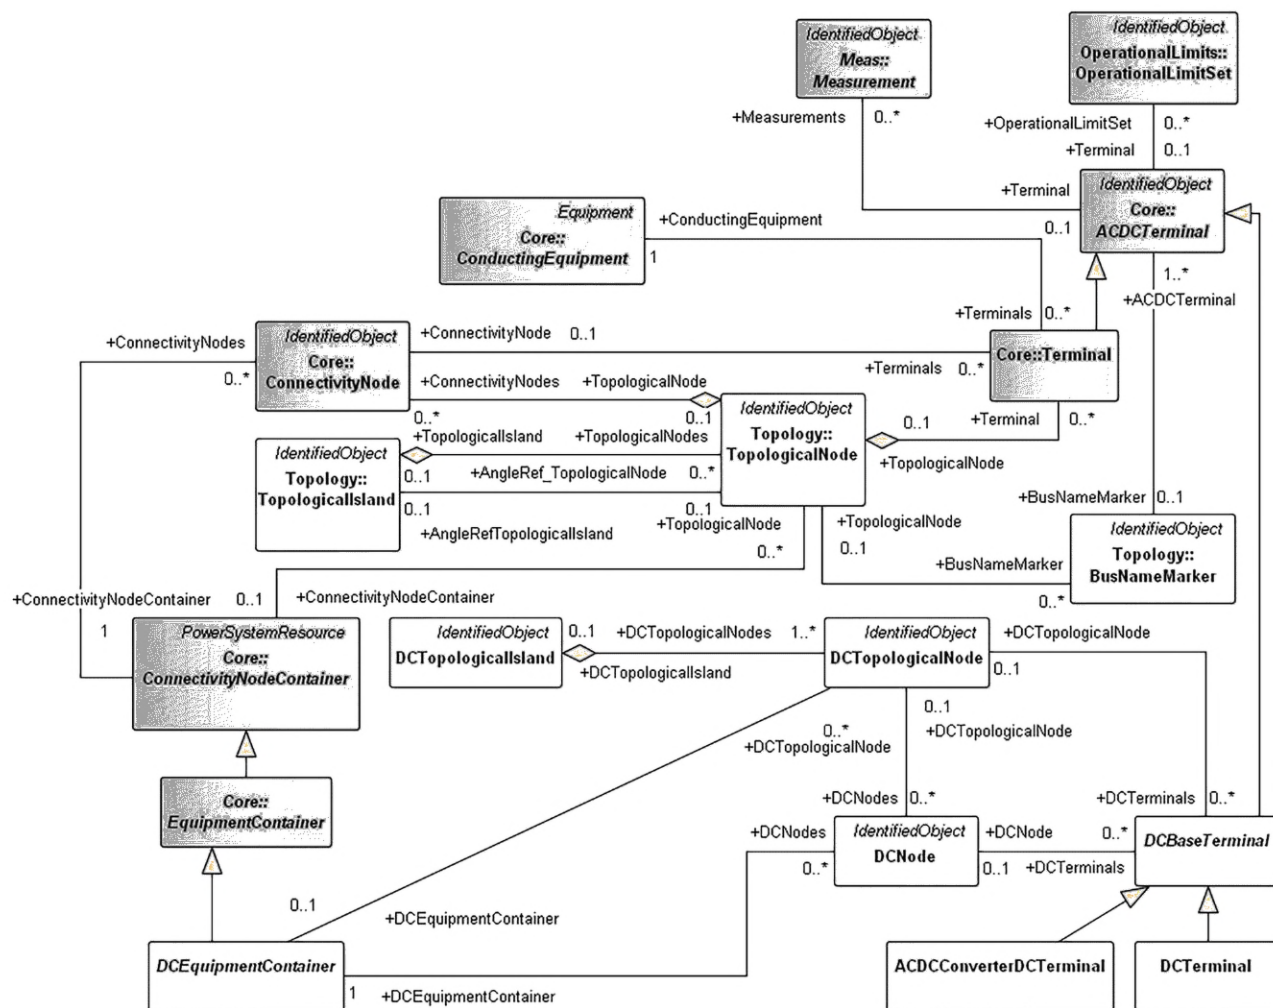 IdentifiedObject
Meas::
Measurement
IdentifiedObject
OperationalLimits::
OperationalLimitSet
+Measurements
0..*
+OperationalLimitSet
0..*
+Terminal
0..1
IdentifiedObject
Core::
ACDCTerminal
+Terminal
0..1
Equipment
Core::
ConductingEquipment
+ConductingEquipment
1
1..*
+ACDCTerminal
+Terminals
0..*
+ConnectivityNodes
0..*
IdentifiedObject
Core::
ConnectivityNode
+ConnectivityNode
0..1
+Terminals
0..*
Core::Terminal
+ConnectivityNodes
0..*
+TopologicalNode
0..1
IdentifiedObject
Topology::
TopologicalNode
+Terminal
0..*
0..1
+TopologicalNode
IdentifiedObject
Topology::
TopologicalIsland
+TopologicalIsland
0..1
+TopologicalNodes
0..*
+AngleRef_TopologicalNode
0..1
0..1
+AngleRefTopologicalIsland
+TopologicalNode
0..*
+TopologicalNode
0..1
+BusNameMarker
0..1
IdentifiedObject
Topology::
BusNameMarker
+BusNameMarker
0..*
+ConnectivityNodeContainer
1
0..1
+ConnectivityNodeContainer
PowerSystemResource
Core::
ConnectivityNodeContainer
IdentifiedObject
DCTopologicalIsland
0..1
+DCTopologicalNodes
1..*
+DCTopologicalIsland
IdentifiedObject
DCTopologicalNode
+DCTopologicalNode
0..1
0..*
+DCTopologicalNode
0..1
+DCTopologicalNode
Core::
EquipmentContainer
+DCNodes
0..*
+DCTerminals
0..*
+DCNodes
0..*
IdentifiedObject
DCNode
+DCNode
0..1
0..*
+DCTerminals
DCBaseTerminal
0..1
+DCEquipmentContainer
DCEquipmentContainer
1
+DCEquipmentContainer
ACDCConverterDCTerminal
DCTerminal